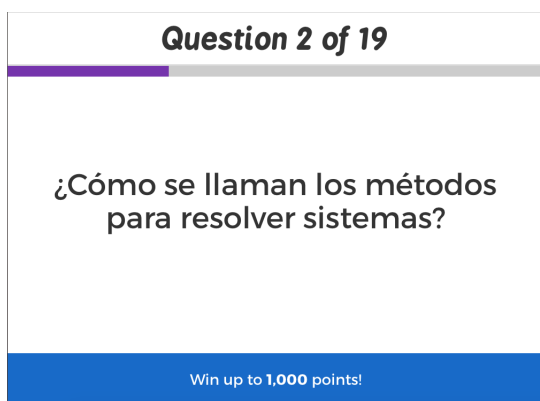 Question 2 of 19
¿Cómo se llaman los métodos
para resolver sistemas?
Win up to 1,000 points!